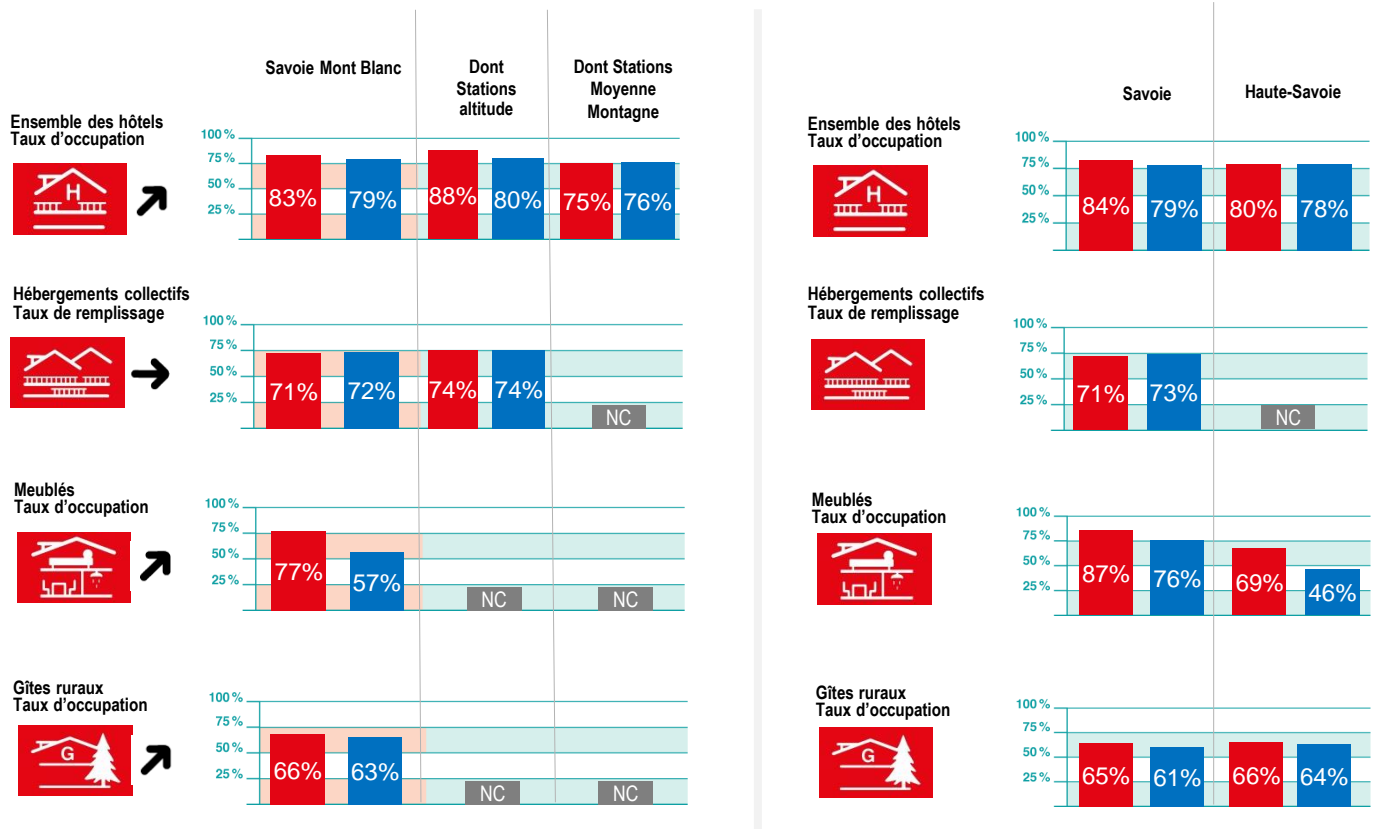 Savoie Mont Blanc
Dont
Stations
altitude
Dont Stations
Moyenne
Montagne
Ensemble des hôtels
Taux d'occupation
H
100 %
75 %
50 %
25 %
83%
79%
88%
80%
75%
76%
Hébergements collectifs
Taux de remplissage
100 %
75 %
50 %
25 %
71%
72%
74%
74%
NC
Meublés
Taux d'occupation
100 %
75 %
50 %
25 %
77%
57%
NC
NC
Gîtes ruraux
Taux d'occupation
G
100 %
75 %
50 %
25 %
66%
63%
NC
NC
Savoie
Haute-Savoie
Ensemble des hôtels
Taux d'occupation
H
100 %
75 %
50 %
25 %
84%
79%
80%
78%
Hébergements collectifs
Taux de remplissage
100 %
75 %
50 %
25 %
71%
73%
NC
Meublés
Taux d'occupation
100 %
75 %
50 %
25 %
87%
76%
69%
46%
Gîtes ruraux
Taux d'occupation
G
100 %
75 %
50 %
25 %
65%
61%
66%
64%